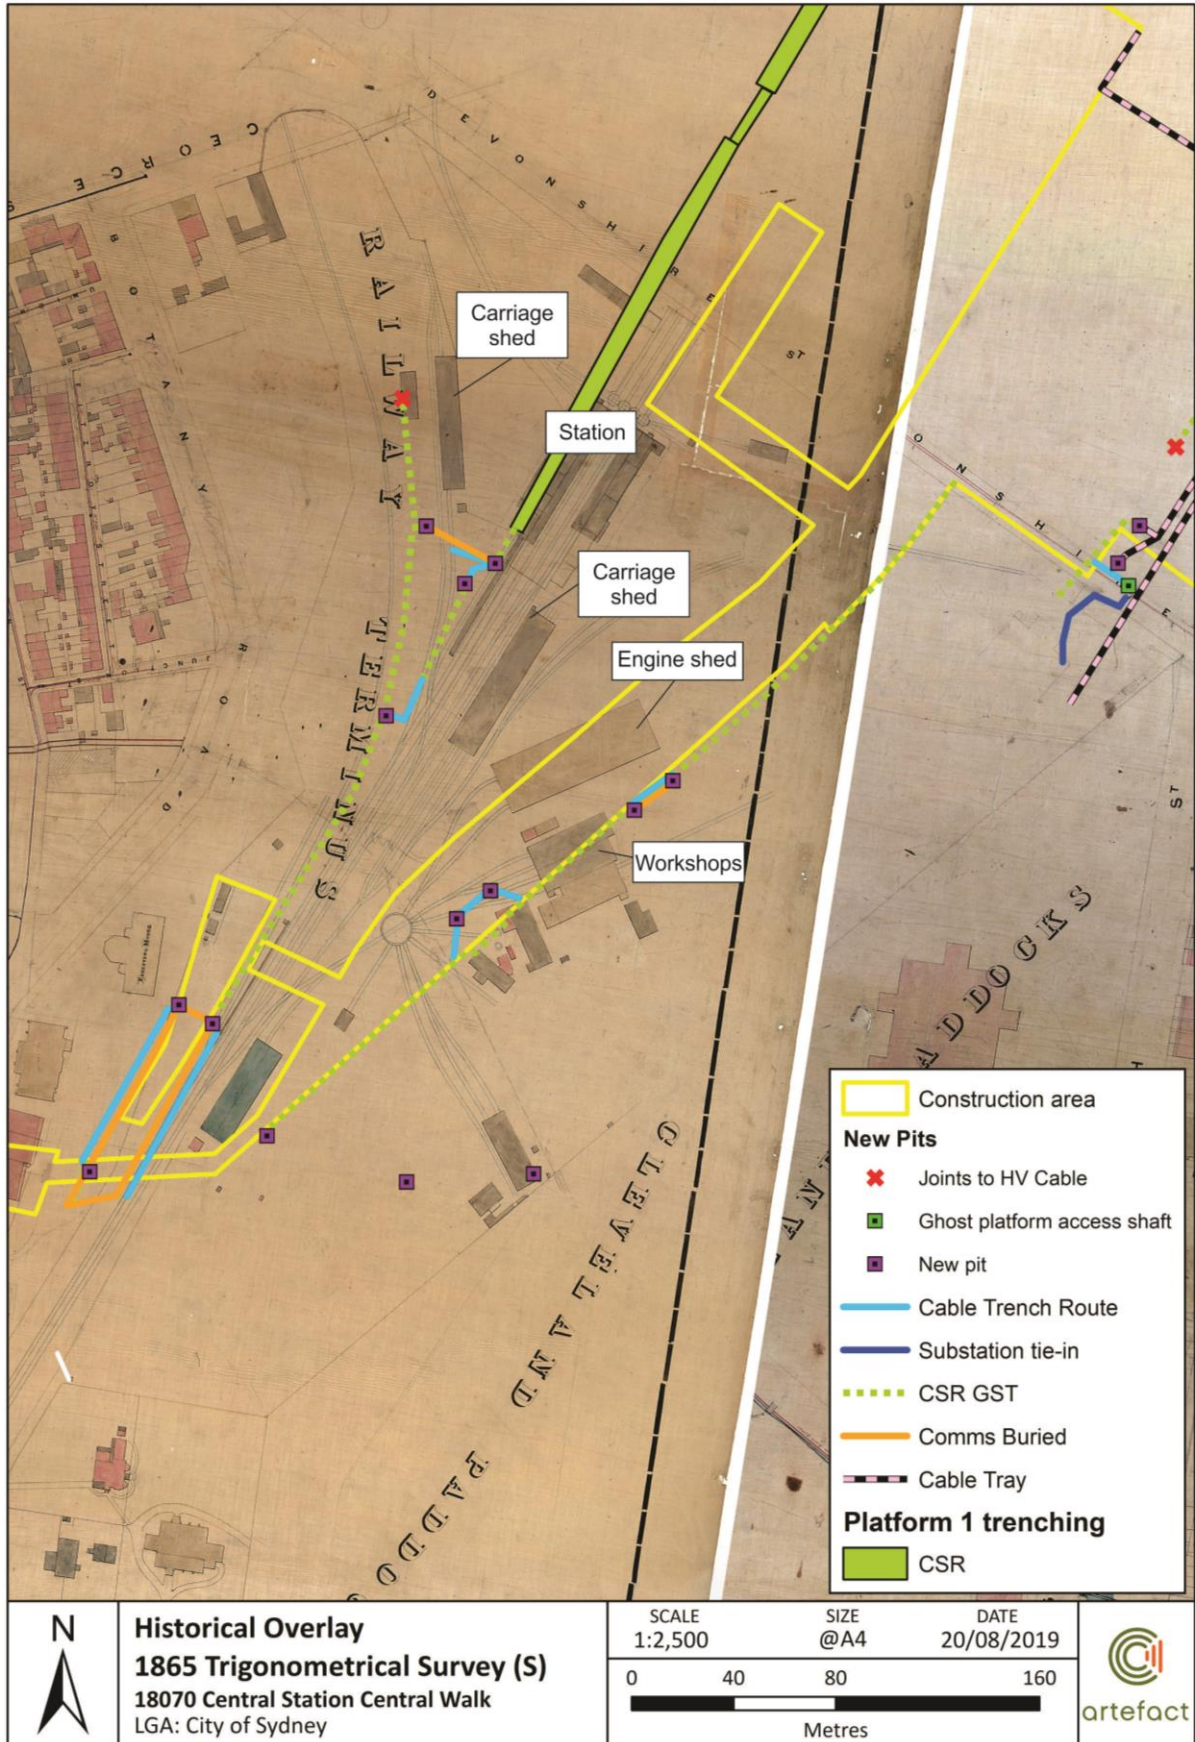 GEORGE S
DEVONSHIRE
ST
BOTANY
ROAD
RAILWAY
TERMINUS
Carriage
shed
Station
Carriage
shed
Engine shed
Workshops
ONSHIRE
ST
CLEVELAND
PADDO
ADDOCKS
Construction area
New Pits
Joints to HV Cable
Ghost platform access shaft
New pit
Cable Trench Route
Substation tie-in
CSR GST
Comms Buried
Cable Tray
Platform 1 trenching
CSR
N
Historical Overlay
1865 Trigonometrical Survey (S)
18070 Central Station Central Walk
LGA: City of Sydney
SCALE
1:2,500
SIZE
@A4
DATE
20/08/2019
0 40 80 160
Metres
artefact